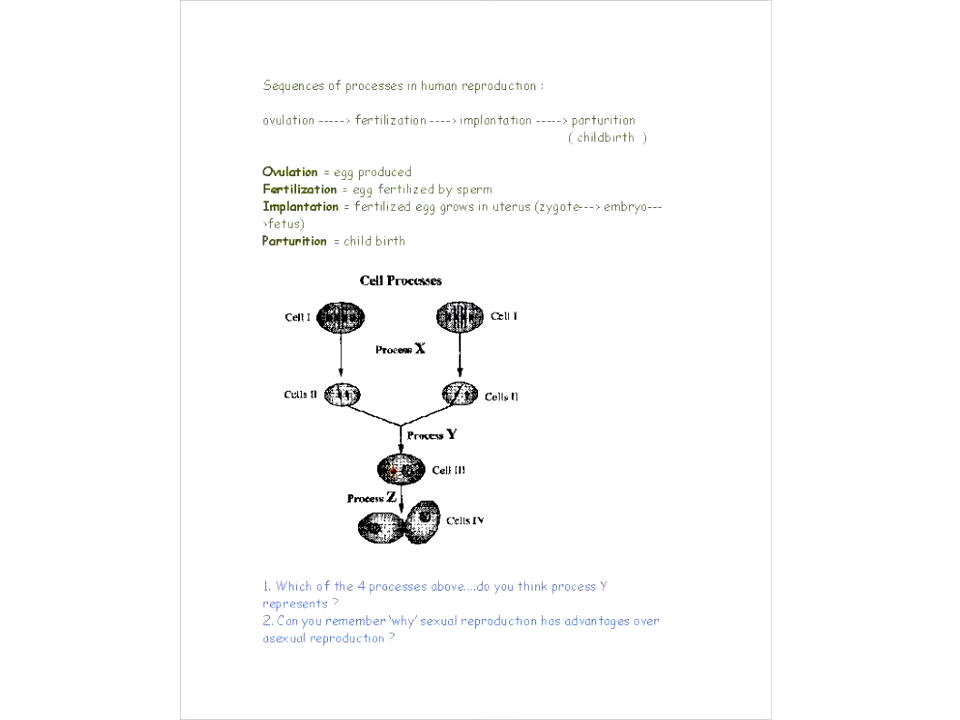 Sequences of processes in human reproduction :
ovulation -----> fertilization ----> implantation -----> parturition
( childbirth )
Ovulation = egg produced
Fertilization = egg fertilized by sperm
Implantation = fertilized egg grows in uterus (zygote---> embryo---
>fetus)
Parturition = child birth
Cell Processes
Cell I
Cell I
Process X
Cells II
Cells II
Process Y
Cell III
Process Z
Cells IV
1. Which of the 4 processes above....do you think process Y
represents ?
2. Can you remember 'why' sexual reproduction has advantages over
asexual reproduction ?